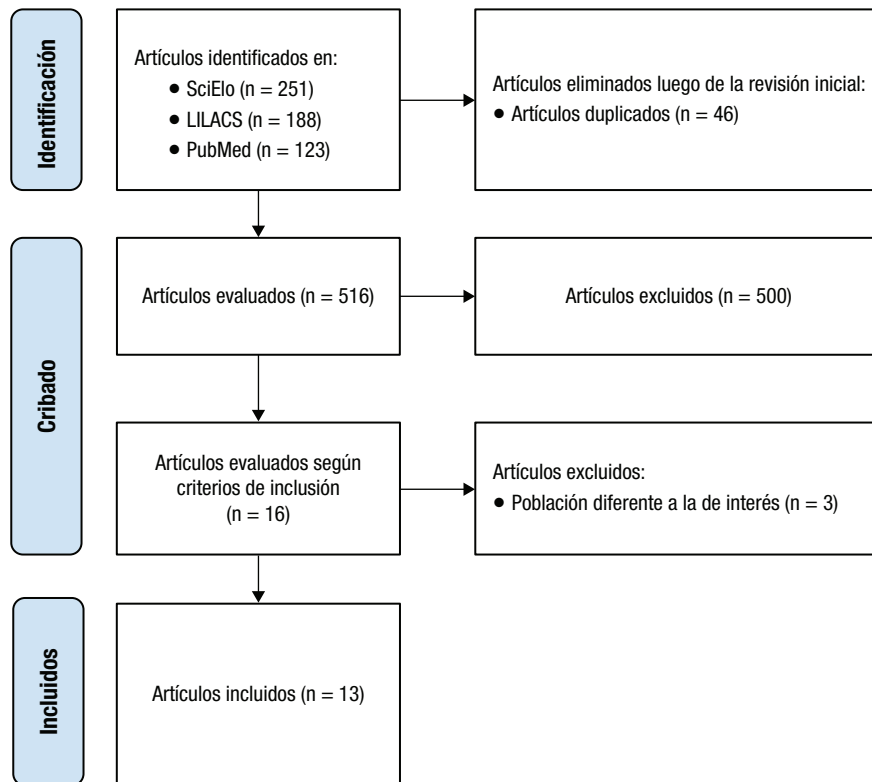 Identificación
Artículos identificados en:
● SciElo (n = 251)
● LILACS (n = 188)
● PubMed (n = 123)
Artículos eliminados luego de la revisión inicial:
● Artículos duplicados (n = 46)
Cribado
Artículos evaluados (n = 516)
Artículos excluidos (n = 500)
Artículos evaluados según
criterios de inclusión
(n = 16)
Artículos excluidos:
● Población diferente a la de interés (n = 3)
Incluidos
Artículos incluidos (n = 13)